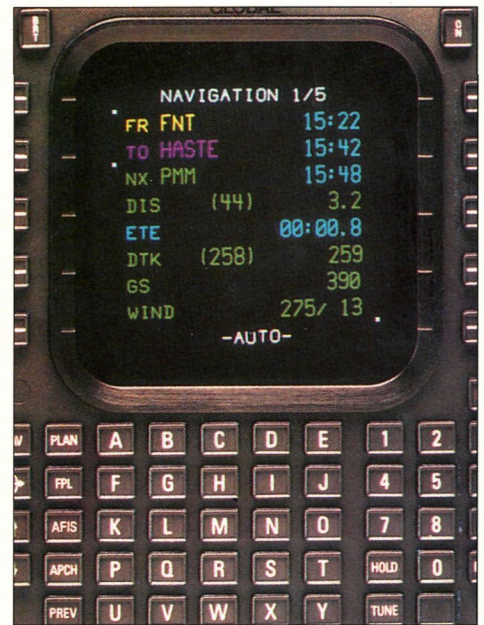 GLOBAL
BRT
ON
NAVIGATION 1/5
FR FNT 15:22
TO HASTE 15:42
NX PMM 15:48
DIS (44) 3.2
ETE 00:00.8
DTK (258) 259
GS 390
WIND 275/ 13
-AUTO-
PLAN A B C D E 1 2
FPL F G H I J 4 5
AFIS K L M N O 7 8
APCH P Q R S T HOLD 0
PREV U V W X Y TUNE